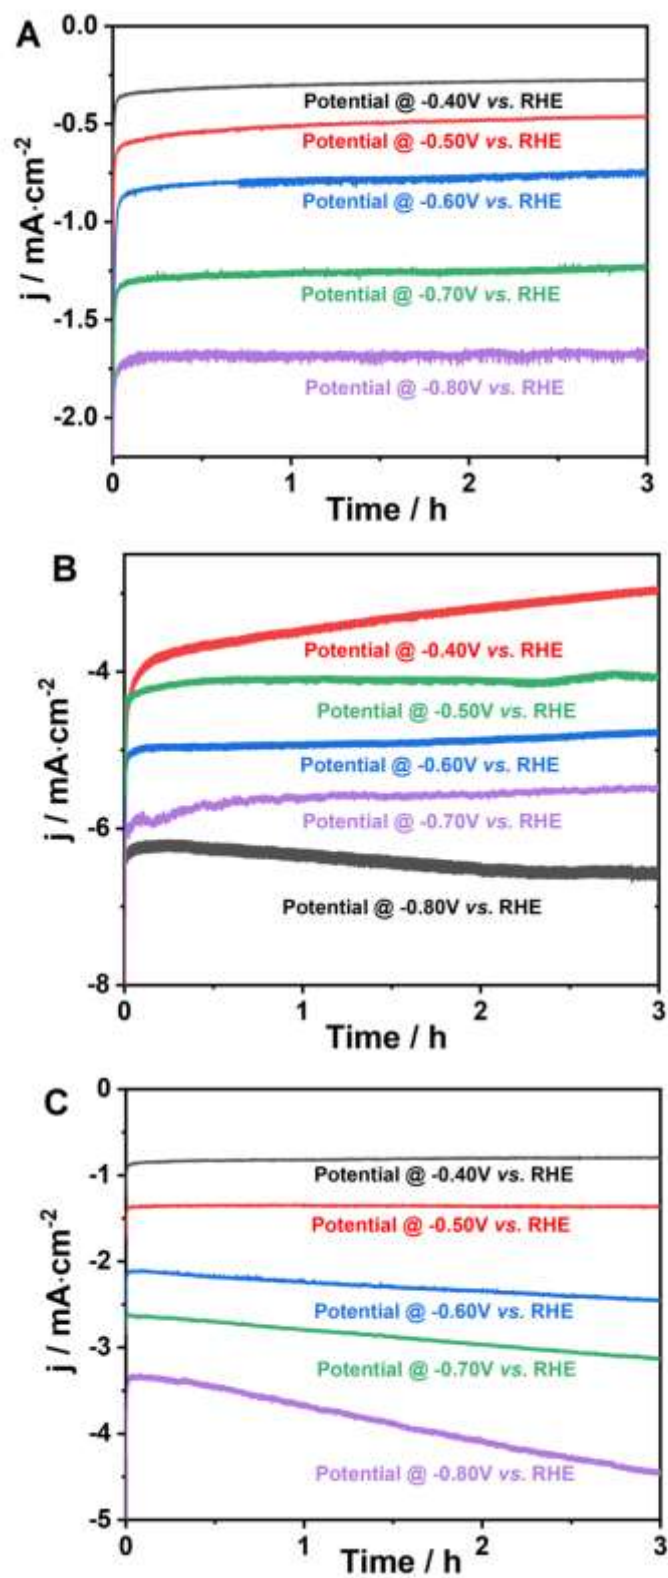 A
0.0
Potential @ -0.40V vs. RHE
-0.5
Potential @ -0.50V vs. RHE
Potential @ -0.60V vs. RHE
-1.0
j / mA·cm-2
Potential @ -0.70V vs. RHE
-1.5
Potential @ -0.80V vs. RHE
-2.0
0 1 2 3
Time / h
B
Potential @ -0.40V vs. RHE
-4
Potential @ -0.50V vs. RHE
j / mA·cm-2
Potential @ -0.60V vs. RHE
Potential @ -0.70V vs. RHE
-6
Potential @ -0.80V vs. RHE
-8
0 1 2 3
Time / h
C
0
-1
Potential @ -0.40V vs. RHE
Potential @ -0.50V vs. RHE
-2
j / mA·cm-2
Potential @ -0.60V vs. RHE
-3
Potential @ -0.70V vs. RHE
-4
Potential @ -0.80V vs. RHE
-5
0 1 2 3
Time / h